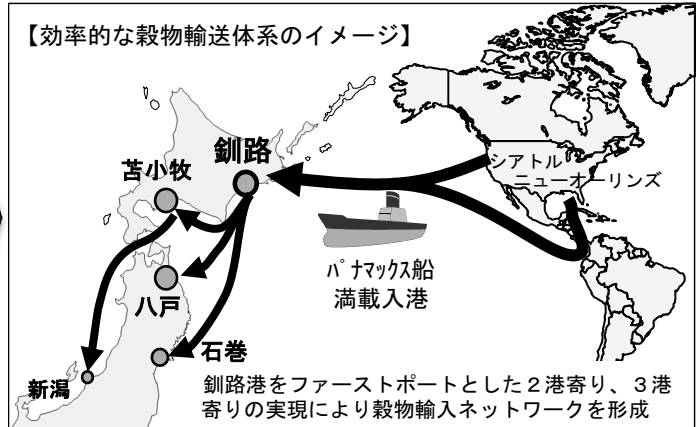 【効率的な穀物輸送体系のイメージ】
釧路
苫小牧
八戸
石巻
新潟
シアトル
ニューオーリンズ
パナマックス船
満載入港
釧路港をファーストポートとした２港寄り、３港
寄りの実現により穀物輸入ネットワークを形成